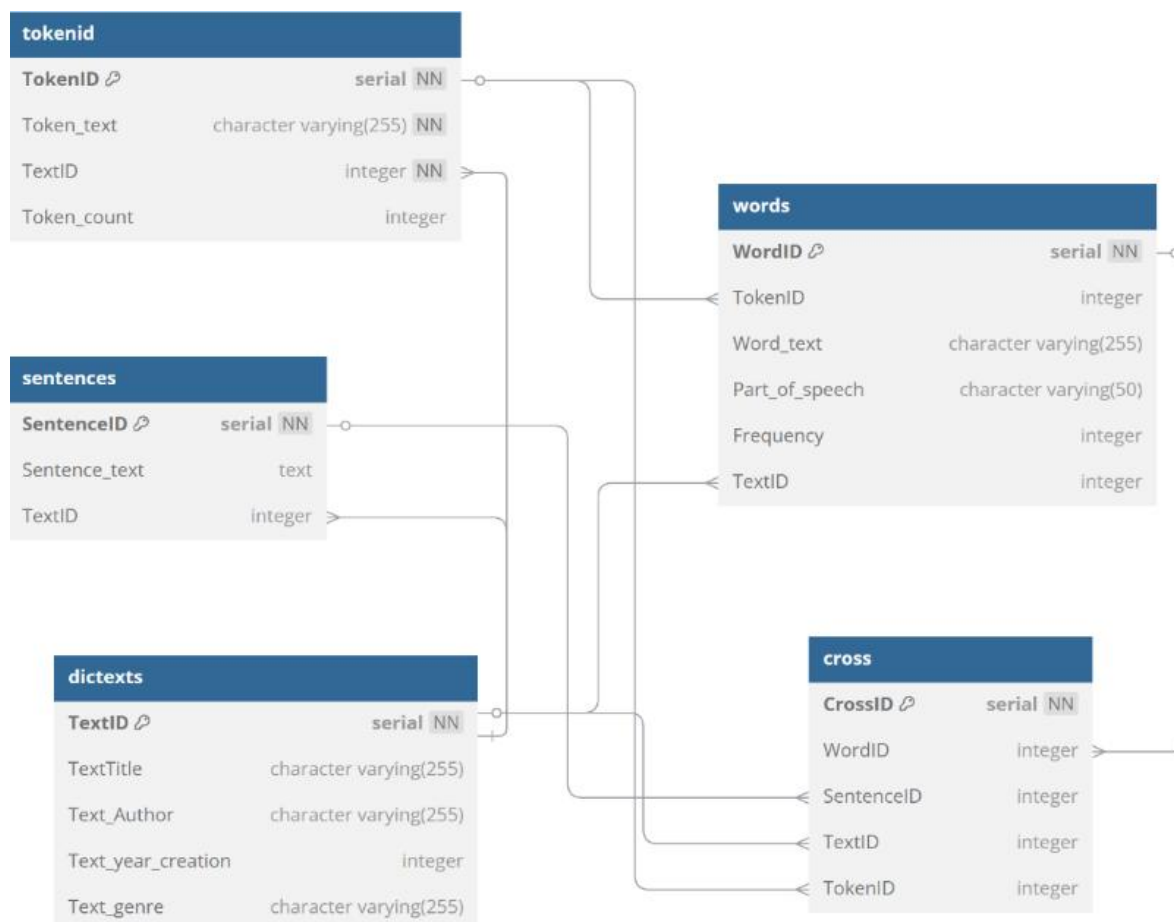 tokenid
TokenID serial NN
Token_text character varying(255) NN
TextID integer NN
Token_count integer
words
WordID serial NN
TokenID integer
Word_text character varying(255)
Part_of_speech character varying(50)
Frequency integer
TextID integer
sentences
SentenceID serial NN
Sentence_text text
TextID integer
dictexts
TextID serial NN
TextTitle character varying(255)
Text_Author character varying(255)
Text_year_creation integer
Text_genre character varying(255)
cross
CrossID serial NN
WordID integer
SentenceID integer
TextID integer
TokenID integer